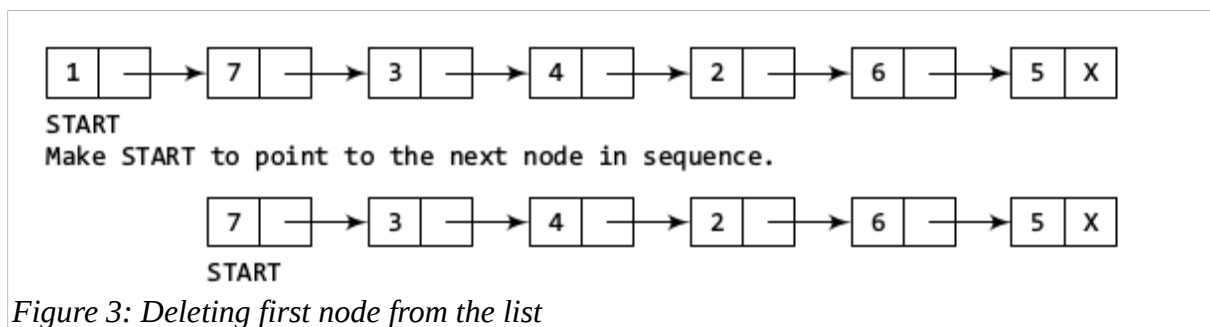 1 7 3 4 2 6 5 X
START
Make START to point to the next node in sequence.
7 3 4 2 6 5 X
START
Figure 3: Deleting first node from the list